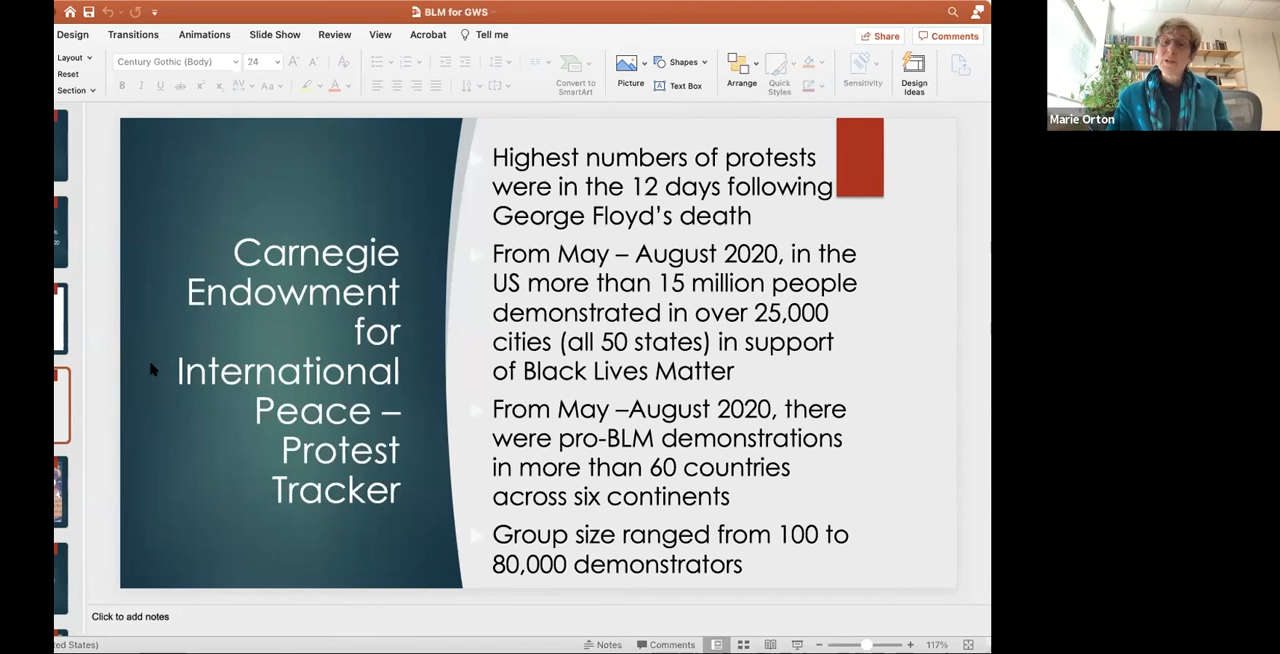 BLM for GWS
Design Transitions Animations Slide Show Review View Acrobat Tell me
Share Comments
Layout
Reset
Section
Century Gothic (Body) 24
Convert to
SmartArt
Picture
Shapes
Text Box
Arrange
Quick
Styles
Sensitivity
Design
Ideas
Marie Orton
Carnegie
Endowment
for
International
Peace –
Protest
Tracker
Highest numbers of protests
were in the 12 days following
George Floyd's death
From May – August 2020, in the
US more than 15 million people
demonstrated in over 25,000
cities (all 50 states) in support
of Black Lives Matter
From May –August 2020, there
were pro-BLM demonstrations
in more than 60 countries
across six continents
Group size ranged from 100 to
80,000 demonstrators
Click to add notes
ed States)
Notes Comments 117%